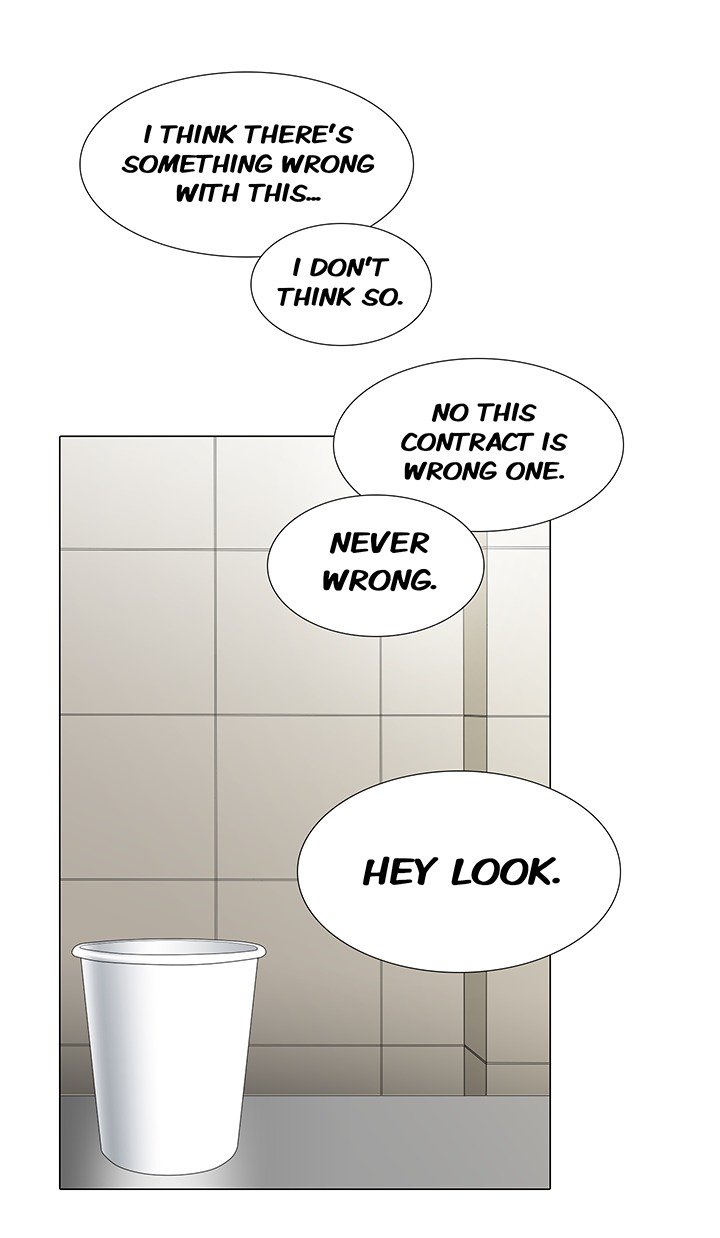 I THINK THERE'S
SOMETHING WRONG
WITH THIS...
I DON'T
THINK SO.
NO THIS
CONTRACT IS
WRONG ONE.
NEVER
WRONG.
HEY LOOK.